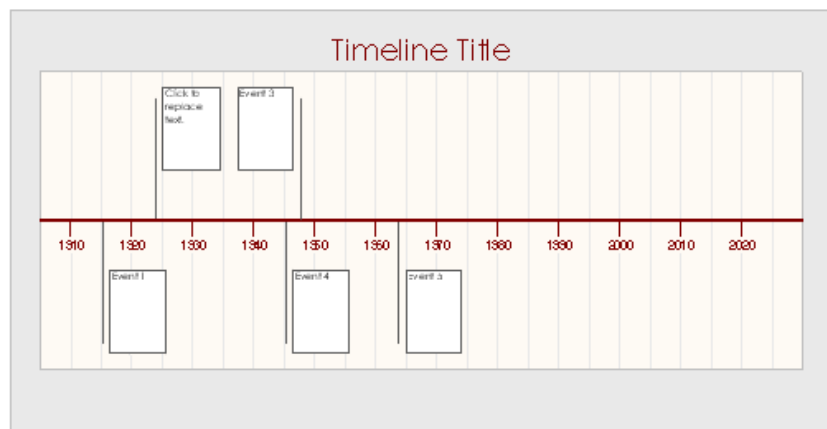 Timeline Title
Click to
replace
text.
Event 3
1910 1920 1930 1940 1950 1960 1970 1980 1990 2000 2010 2020
Event 1
Event 4
Event 5